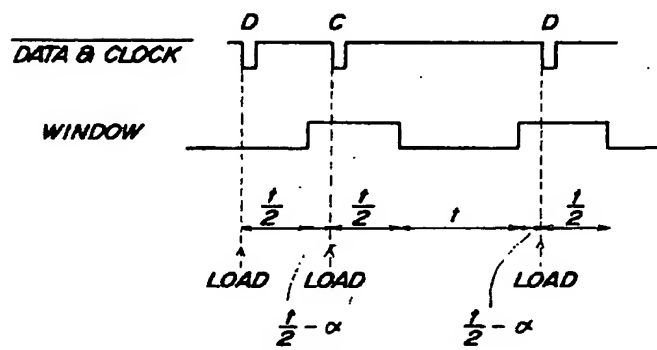 D C D
DATA & CLOCK
WINDOW
t/2 t/2 t t/2
LOAD LOAD LOAD
t/2 - α t/2 - α